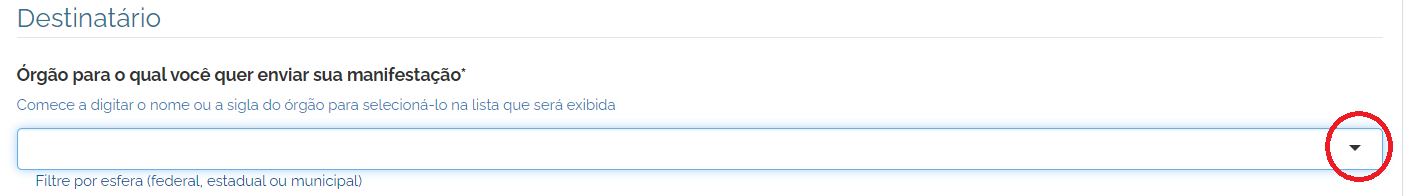 Destinatário
Órgão para o qual você quer enviar sua manifestação*
Comece a digitar o nome ou a sigla do órgão para selecioná-lo na lista que será exibida
Filtre por esfera (federal, estadual ou municipal)